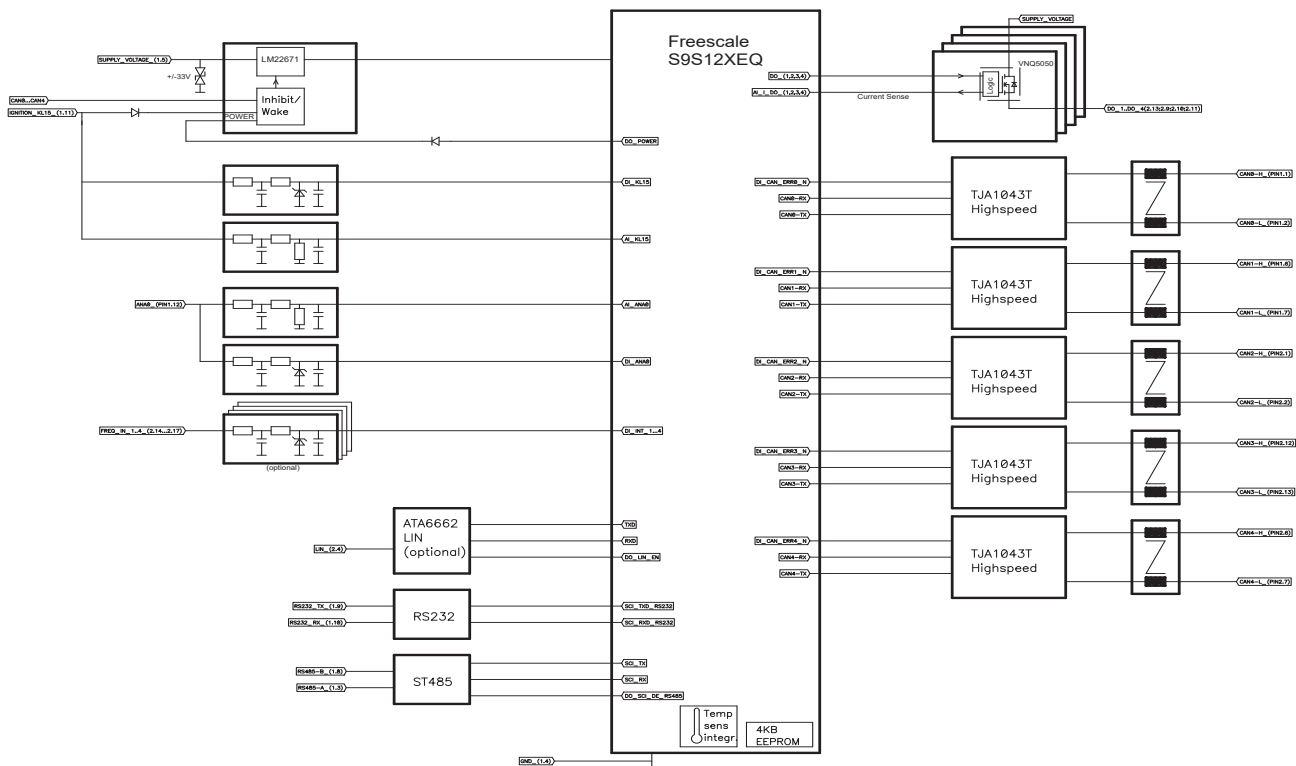 Freescale
S9S12XEQ
SUPPLY_VOLTAGE_(1.5)
+/-33V
LM22671
Inhibit/
Wake
POWER
CAN0...CAN4
IGNITION_KL15_(1.11)
DO_POWER
DI_KL15
AI_KL15
ANA0_(PIN1.12)
AI_ANA0
DI_ANA0
FREQ_IN_1..4_(2.14...2.17)
DI_INT_1...4
(optional)
ATA6662
LIN
(optional)
LIN_(2.4)
TXD
RXD
DO_LIN_EN
RS232_TX_(1.9)
RS232_RX_(1.10)
RS232
SCI_TXD_RS232
SCI_RXD_RS232
RS485-B_(1.8)
RS485-A_(1.3)
ST485
SCI_TX
SCI_RX
DO_SCI_DE_RS485
Temp
sens
integr.
4KB
EEPROM
GND_(1.4)
SUPPLY_VOLTAGE
VNQ5050
Logic
DO_(1,2,3,4)
AI_I_DO_(1,2,3,4)
Current Sense
DO_1..DO_4(2.13;2.9;2.10;2.11)
DI_CAN_ERR0_N
CAN0-RX
CAN0-TX
TJA1043T
Highspeed
CAN0-H_(PIN1.1)
CAN0-L_(PIN1.2)
DI_CAN_ERR1_N
CAN1-RX
CAN1-TX
TJA1043T
Highspeed
CAN1-H_(PIN1.6)
CAN1-L_(PIN1.7)
DI_CAN_ERR2_N
CAN2-RX
CAN2-TX
TJA1043T
Highspeed
CAN2-H_(PIN2.1)
CAN2-L_(PIN2.2)
DI_CAN_ERR3_N
CAN3-RX
CAN3-TX
TJA1043T
Highspeed
CAN3-H_(PIN2.12)
CAN3-L_(PIN2.13)
DI_CAN_ERR4_N
CAN4-RX
CAN4-TX
TJA1043T
Highspeed
CAN4-H_(PIN2.6)
CAN4-L_(PIN2.7)